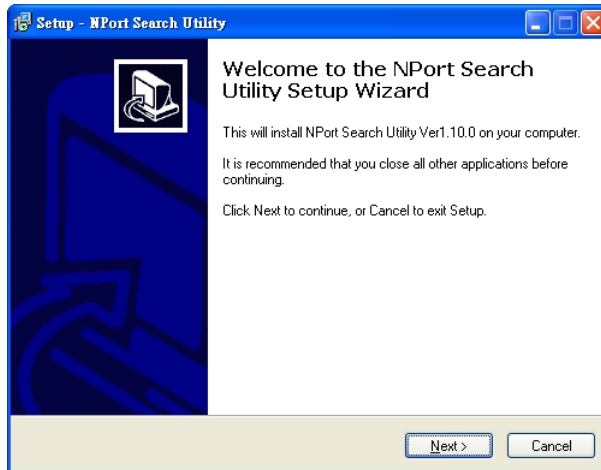 Setup - NPort Search Utility
Welcome to the NPort Search
Utility Setup Wizard
This will install NPort Search Utility Ver1.10.0 on your computer.
It is recommended that you close all other applications before
continuing.
Click Next to continue, or Cancel to exit Setup.
Next >
Cancel